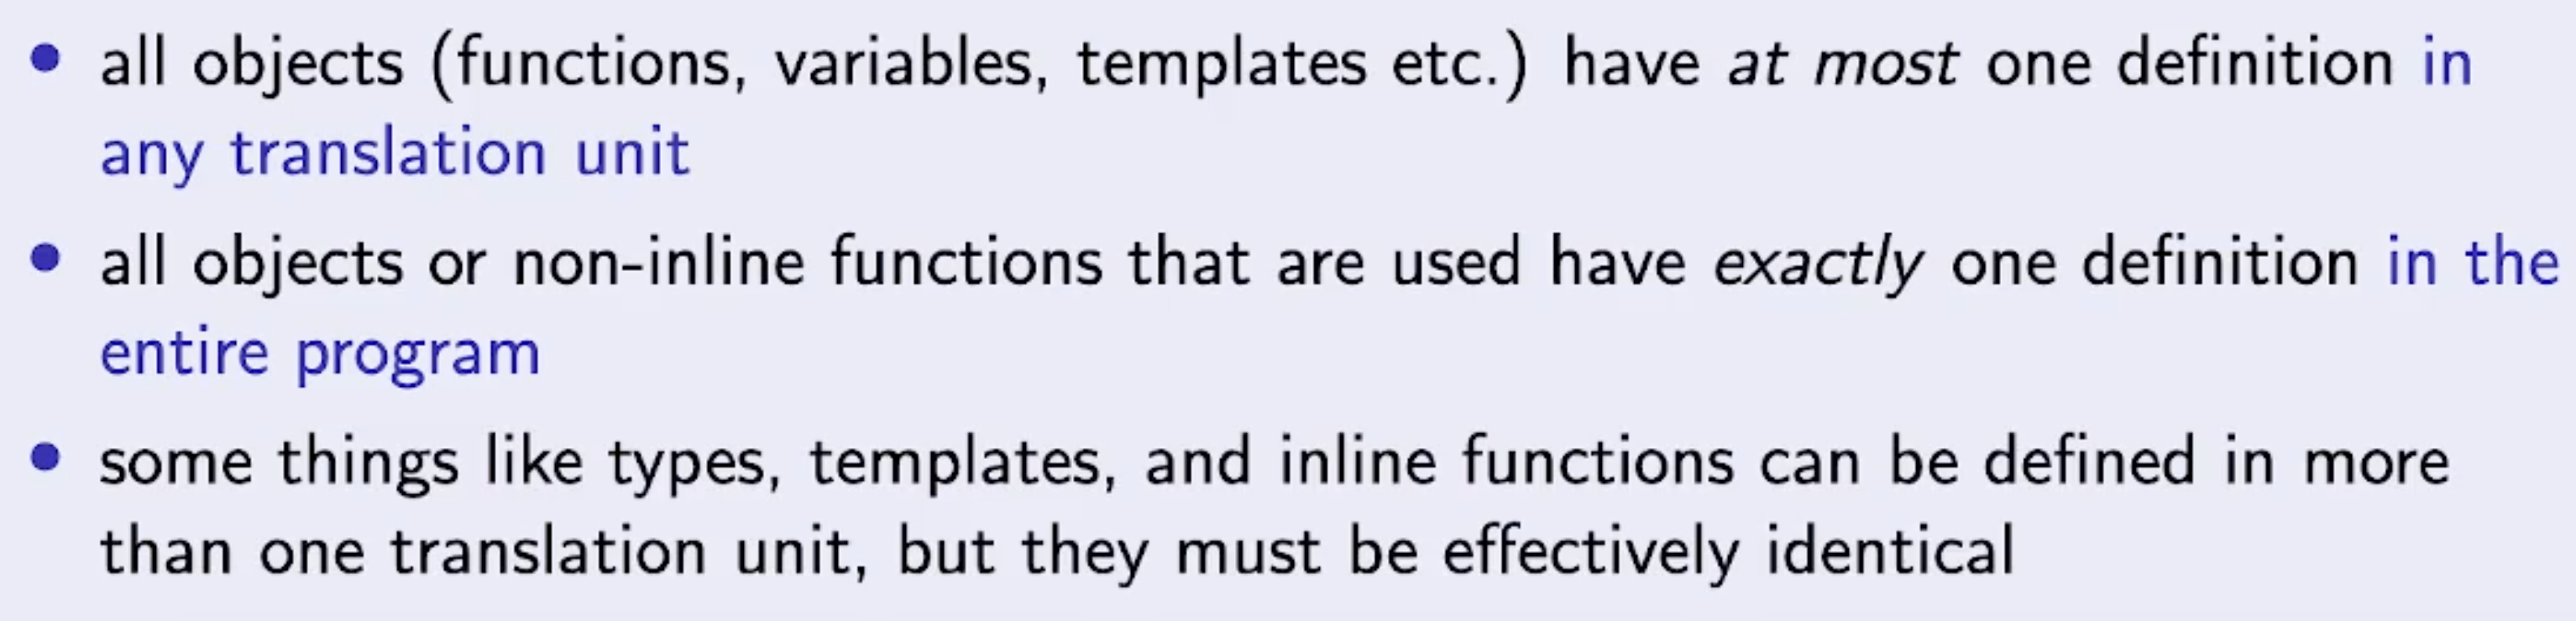 • all objects (functions, variables, templates etc.) have at most one definition in
any translation unit
• all objects or non-inline functions that are used have exactly one definition in the
entire program
• some things like types, templates, and inline functions can be defined in more
than one translation unit, but they must be effectively identical